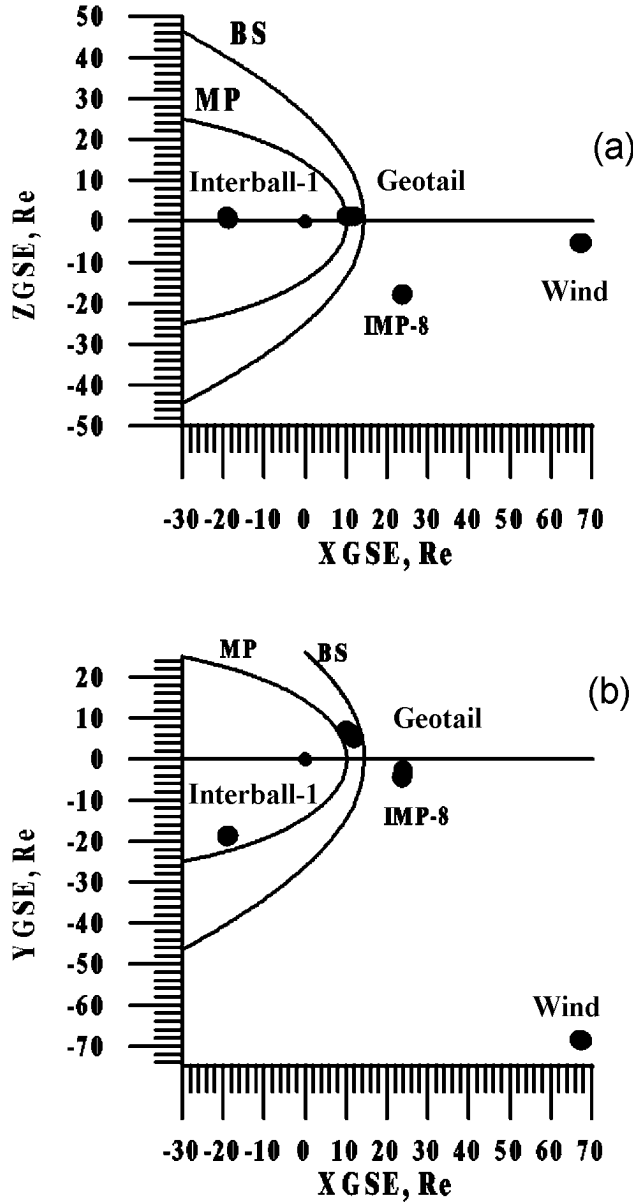 50
BS
40
MP
30
20
(a)
10
Interball-1
Geotail
0
-10
Wind
-20
IMP-8
-30
-40
-50
ZGSE, Re
-30 -20 -10 0 10 20 30 40 50 60 70
XGSE, Re
MP
BS
20
(b)
10
Geotail
0
Interball-1
-10
IMP-8
-20
-30
-40
-50
-60
Wind
-70
YGSE, Re
-30 -20 -10 0 10 20 30 40 50 60 70
XGSE, Re